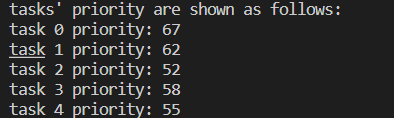 tasks' priority are shown as follows:
task 0 priority: 67
task 1 priority: 62
task 2 priority: 52
task 3 priority: 58
task 4 priority: 55